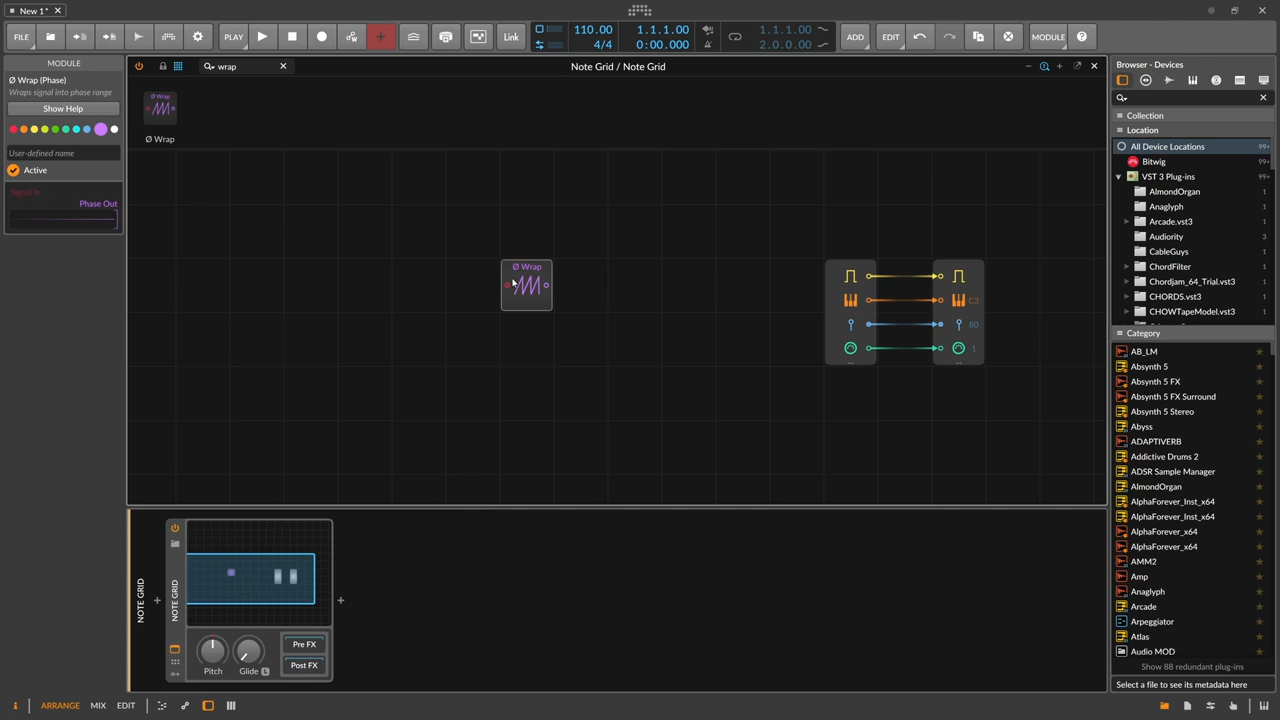 New 1*
FILE
PLAY
Link
110.00
4/4
1.1.1.00
0:00.000
1.1.1.00
2.0.0.00
ADD
EDIT
MODULE
MODULE
Ø Wrap (Phase)
Wraps signal into phase range
Show Help
User-defined name
Active
Signal In
Phase Out
wrap
Note Grid / Note Grid
Ø Wrap
Ø Wrap
Ø Wrap
C3
80
1
NOTE GRID
NOTE GRID
Pitch
Glide
L
Pre FX
Post FX
Browser - Devices
Collection
Location
All Device Locations 99+
Bitwig 99+
VST 3 Plug-ins 99+
AlmondOrgan 1
Anaglyph 1
Arcade.vst3 1
Audiority 3
CableGuys 1
ChordFilter 1
Chordjam_64_Trial.vst3 1
CHORDS.vst3 1
CHOWTapeModel.vst3 1
Category
AB_LM
Absynth 5
Absynth 5 FX
Absynth 5 FX Surround
Absynth 5 Stereo
Abyss
ADAPTIVERB
Addictive Drums 2
ADSR Sample Manager
AlmondOrgan
AlphaForever_Inst_x64
AlphaForever_Inst_x64
AlphaForever_x64
AlphaForever_x64
AMM2
Amp
Anaglyph
Arcade
Arpeggiator
Atlas
Audio MOD
Show 88 redundant plug-ins
Select a file to see its metadata here
ARRANGE
MIX
EDIT